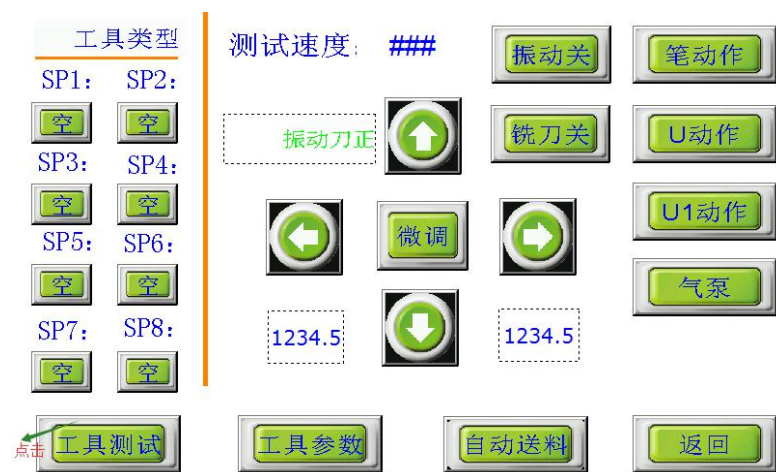 工具类型
SP1: SP2:
空 空
SP3: SP4:
空 空
SP5: SP6:
空 空
SP7: SP8:
空 空
测试速度: ###
振动关 笔动作
振动刀正
铣刀关 U动作
微调
U1动作
气泵
1234.5 1234.5
点击
工具测试 工具参数 自动送料 返回